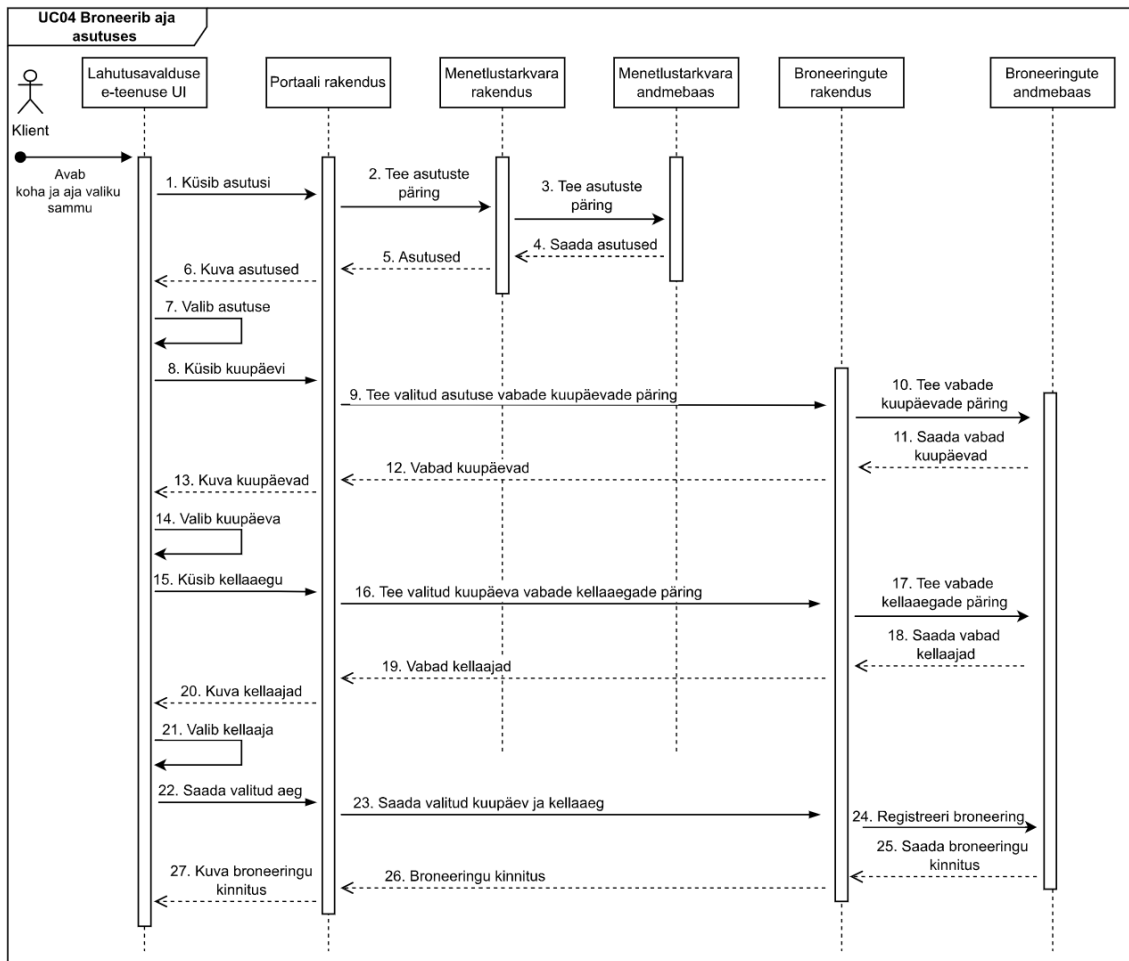 UC04 Broneerib aja
asutuses
Klient
Lahutusavalduse
e-teenuse UI
Portaali rakendus
Menetlustarkvara
rakendus
Menetlustarkvara
andmebaas
Broneeringute
rakendus
Broneeringute
andmebaas
Avab
koha ja aja valiku
sammu
1. Küsib asutusi
2. Tee asutuste
päring
3. Tee asutuste
päring
4. Saada asutused
5. Asutused
6. Kuva asutused
7. Valib asutuse
8. Küsib kuupäevi
9. Tee valitud asutuse vabade kuupäevade päring
10. Tee vabade
kuupäevade päring
11. Saada vabad
kuupäevad
12. Vabad kuupäevad
13. Kuva kuupäevad
14. Valib kuupäeva
15. Küsib kellaaegu
16. Tee valitud kuupäeva vabade kellaaegade päring
17. Tee vabade
kellaaegade päring
18. Saada vabad
kellaajad
19. Vabad kellaajad
20. Kuva kellaajad
21. Valib kellaaja
22. Saada valitud aeg
23. Saada valitud kuupäev ja kellaaeg
24. Registreeri broneering
25. Saada broneeringu
kinnitus
26. Broneeringu kinnitus
27. Kuva broneeringu
kinnitus